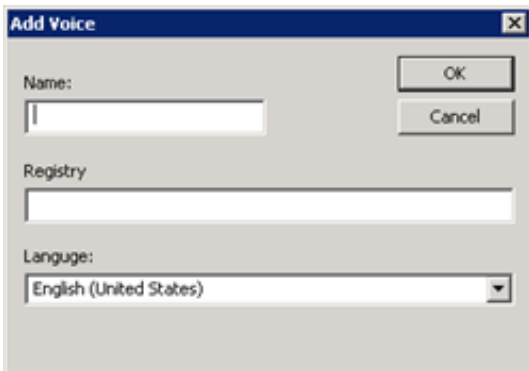 Add Voice
Name:
OK
Cancel
Registry
Languge:
English (United States)